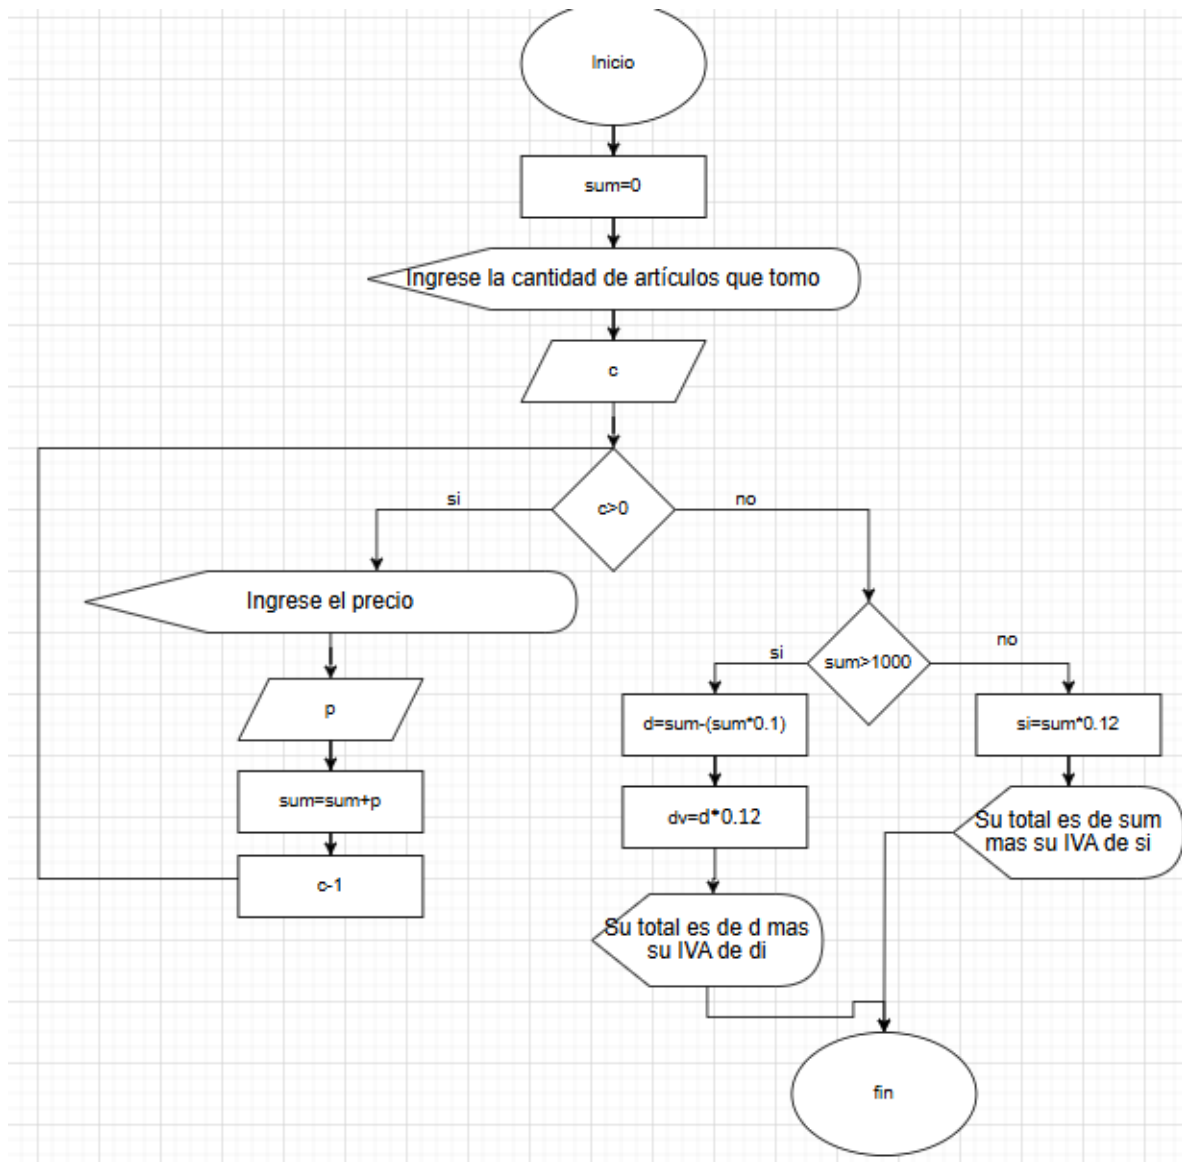 Inicio
sum=0
Ingrese la cantidad de artículos que tomo
c
c>0
si
no
Ingrese el precio
p
sum=sum+p
c-1
sum>1000
si
no
d=sum-(sum*0.1)
dv=d*0.12
Su total es de d mas
su IVA de di
si=sum*0.12
Su total es de sum
mas su IVA de si
fin